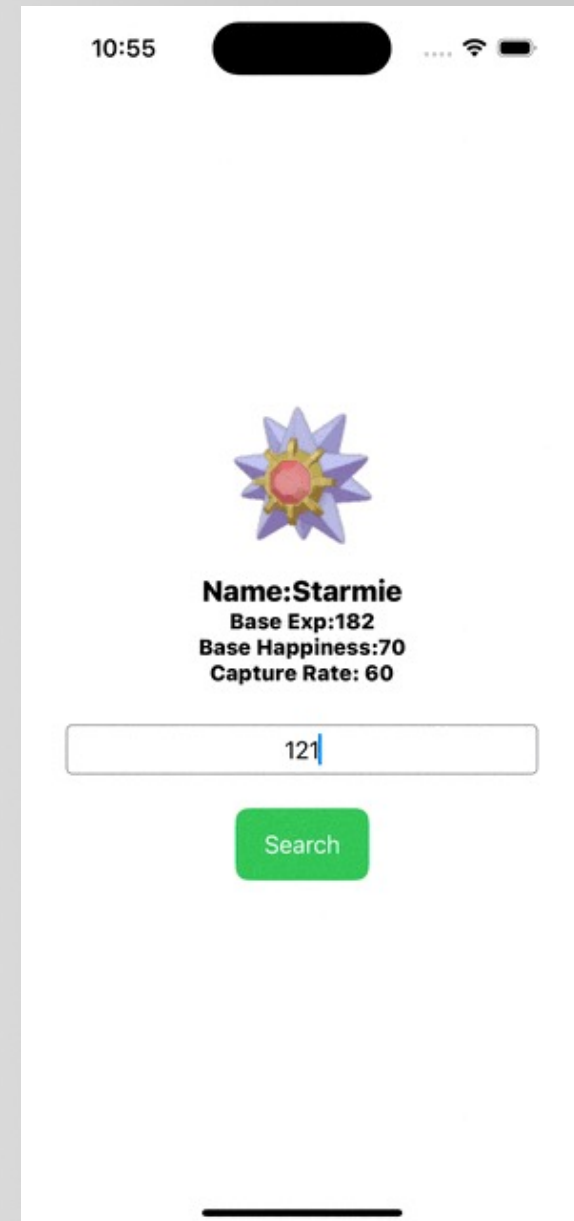 10:55
Name:Starmie
Base Exp:182
Base Happiness:70
Capture Rate: 60
121
Search